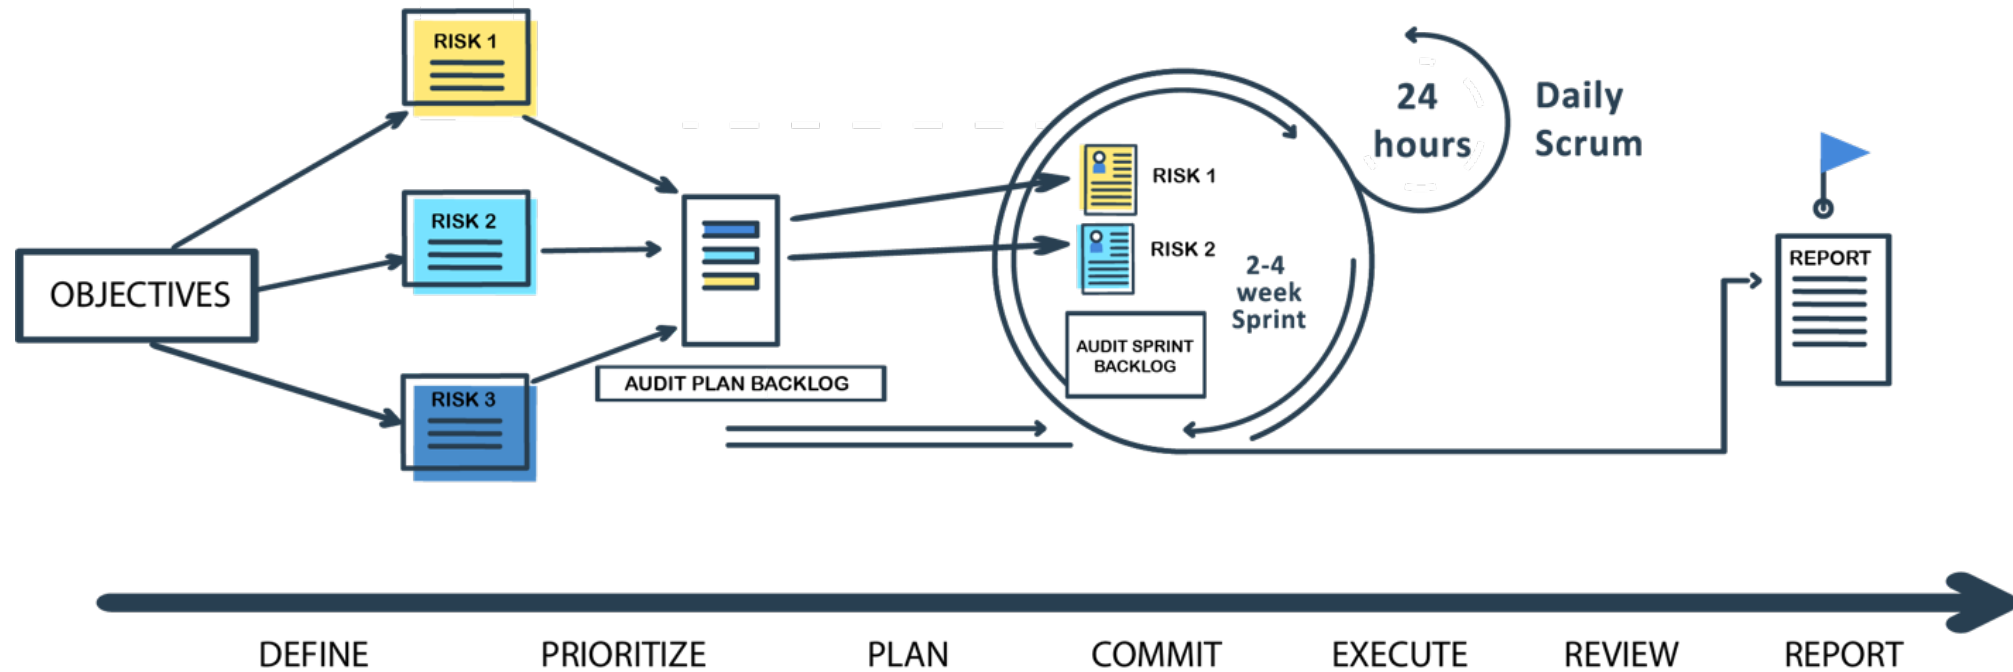 OBJECTIVES
RISK 1
RISK 2
RISK 3
AUDIT PLAN BACKLOG
RISK 1
RISK 2
2-4
week
Sprint
AUDIT SPRINT
BACKLOG
24
hours
Daily
Scrum
REPORT
DEFINE
PRIORITIZE
PLAN
COMMIT
EXECUTE
REVIEW
REPORT